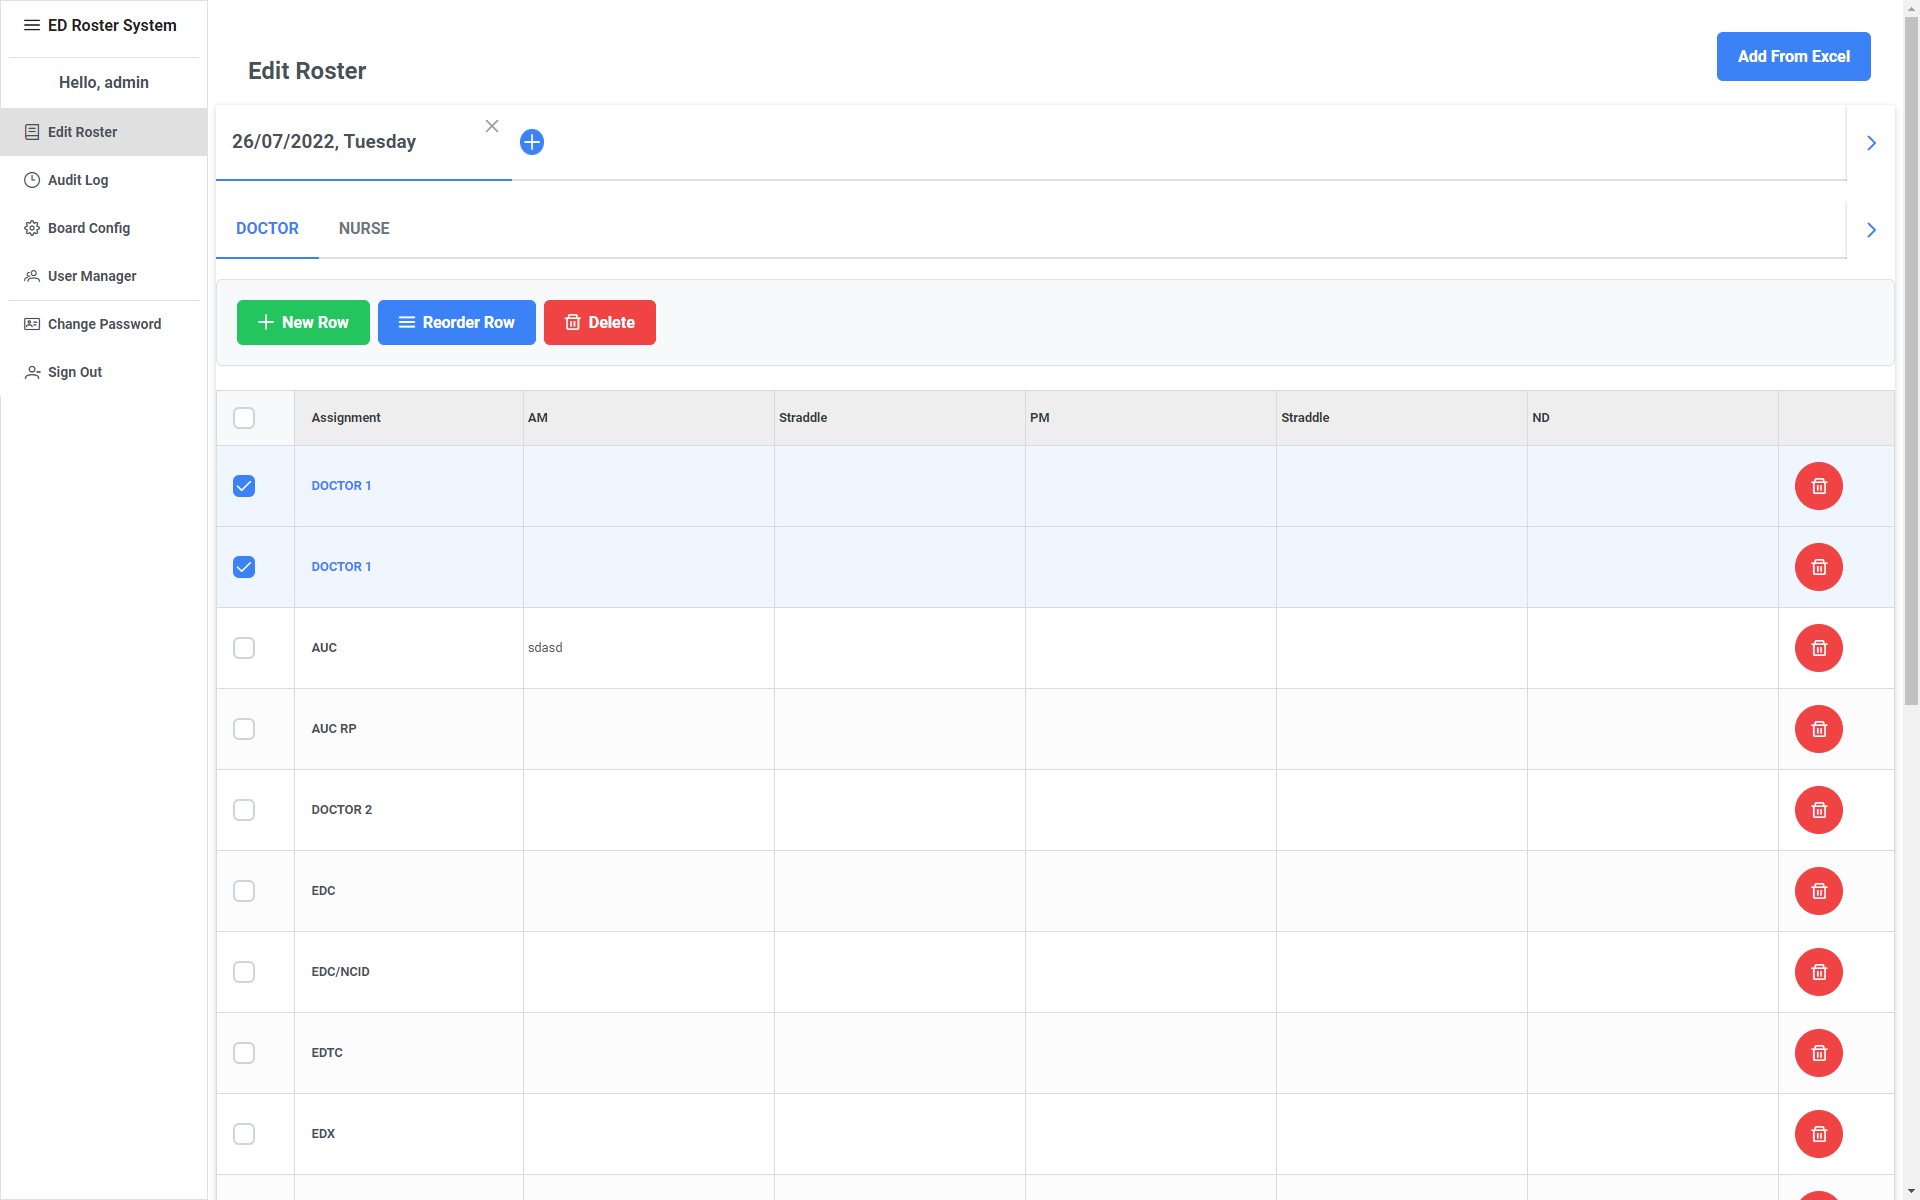 ED Roster System
Hello, admin
Edit Roster
Audit Log
Board Config
User Manager
Change Password
Sign Out
Edit Roster
Add From Excel
26/07/2022, Tuesday
DOCTOR
NURSE
New Row
Reorder Row
Delete
Assignment
AM
Straddle
PM
Straddle
ND
DOCTOR 1
DOCTOR 1
AUC
sdasd
AUC RP
DOCTOR 2
EDC
EDC/NCID
EDTC
EDX